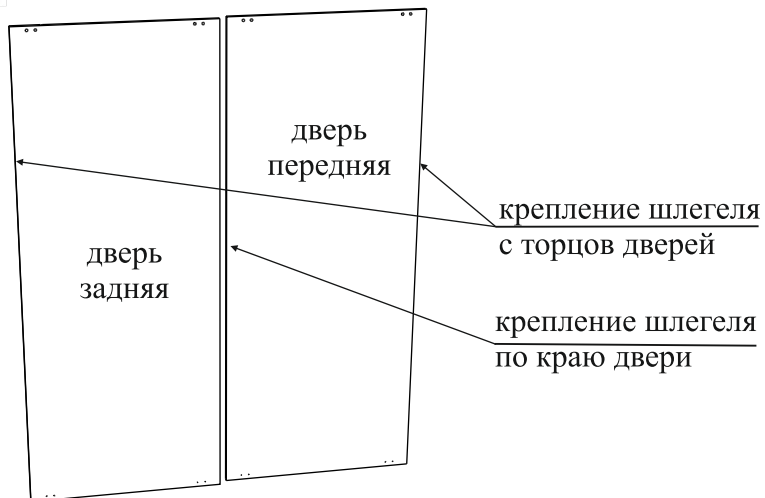 дверь
передняя
дверь
задняя
крепление шлегеля
с торцов дверей
крепление шлегеля
по краю двери